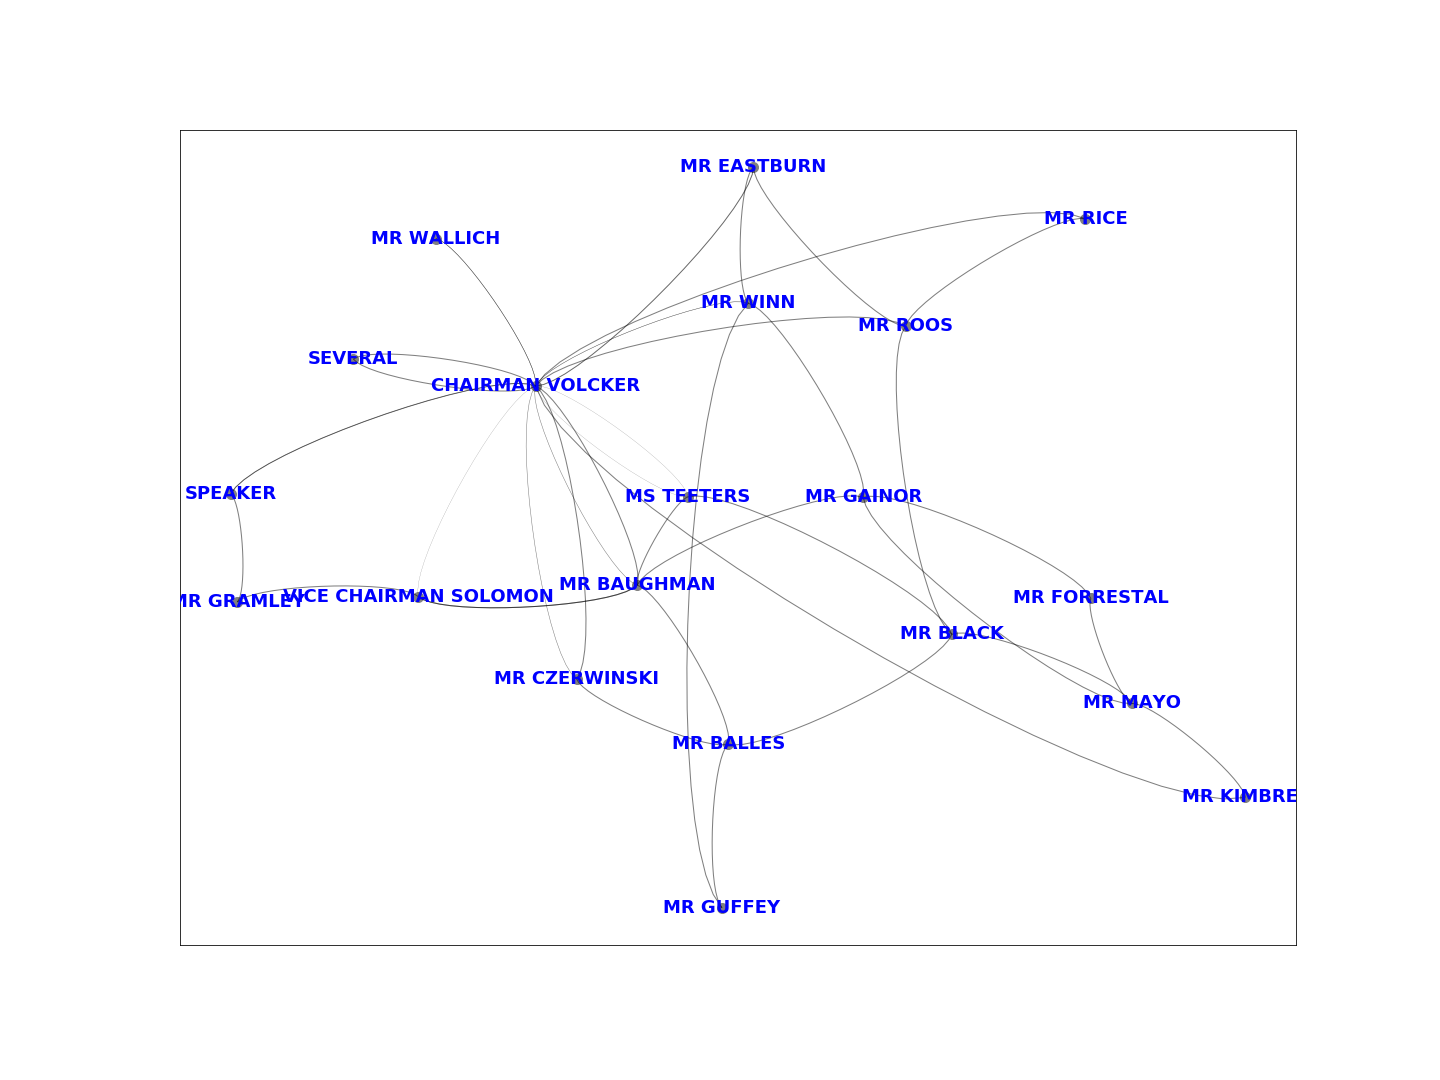 MR EASTBURN
MR RICE
MR WALLICH
MR WINN
MR ROOS
SEVERAL
CHAIRMAN VOLCKER
SPEAKER
MS TEETERS
MR GAINOR
MR BAUGHMAN
MR GRAMLEY
VICE CHAIRMAN SOLOMON
MR FORRESTAL
MR BLACK
MR CZERWINSKI
MR MAYO
MR BALLES
MR KIMBRE
MR GUFFEY